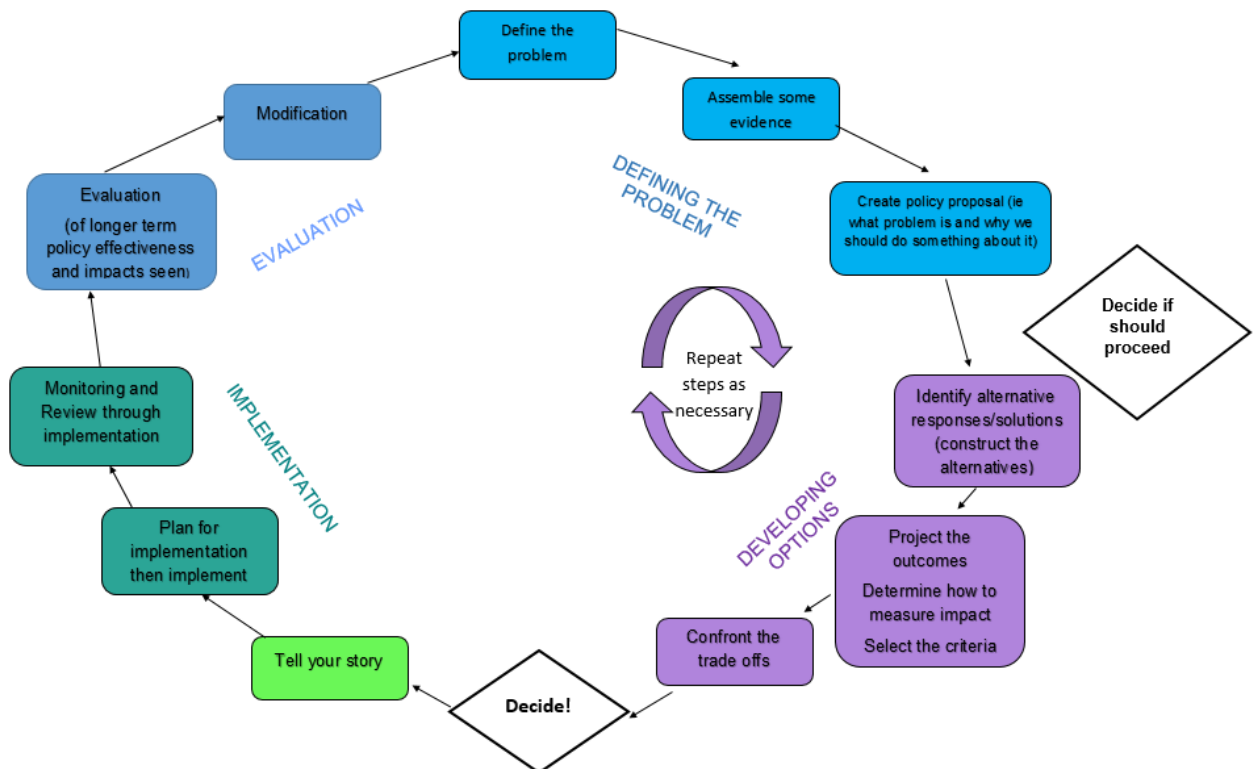 Define the
problem
Assemble some
evidence
Create policy proposal (ie
what problem is and why we
should do something about it)
Decide if
should
proceed
Identify alternative
responses/solutions
(construct the
alternatives)
Project the
outcomes
Determine how to
measure impact
Select the criteria
Confront the
trade offs
Decide!
Tell your story
Plan for
implementation
then implement
Monitoring and
Review through
implementation
Evaluation
(of longer term
policy effectiveness
and impacts seen)
Modification
DEFINING THE
PROBLEM
DEVELOPING
OPTIONS
IMPLEMENTATION
EVALUATION
Repeat
steps as
necessary